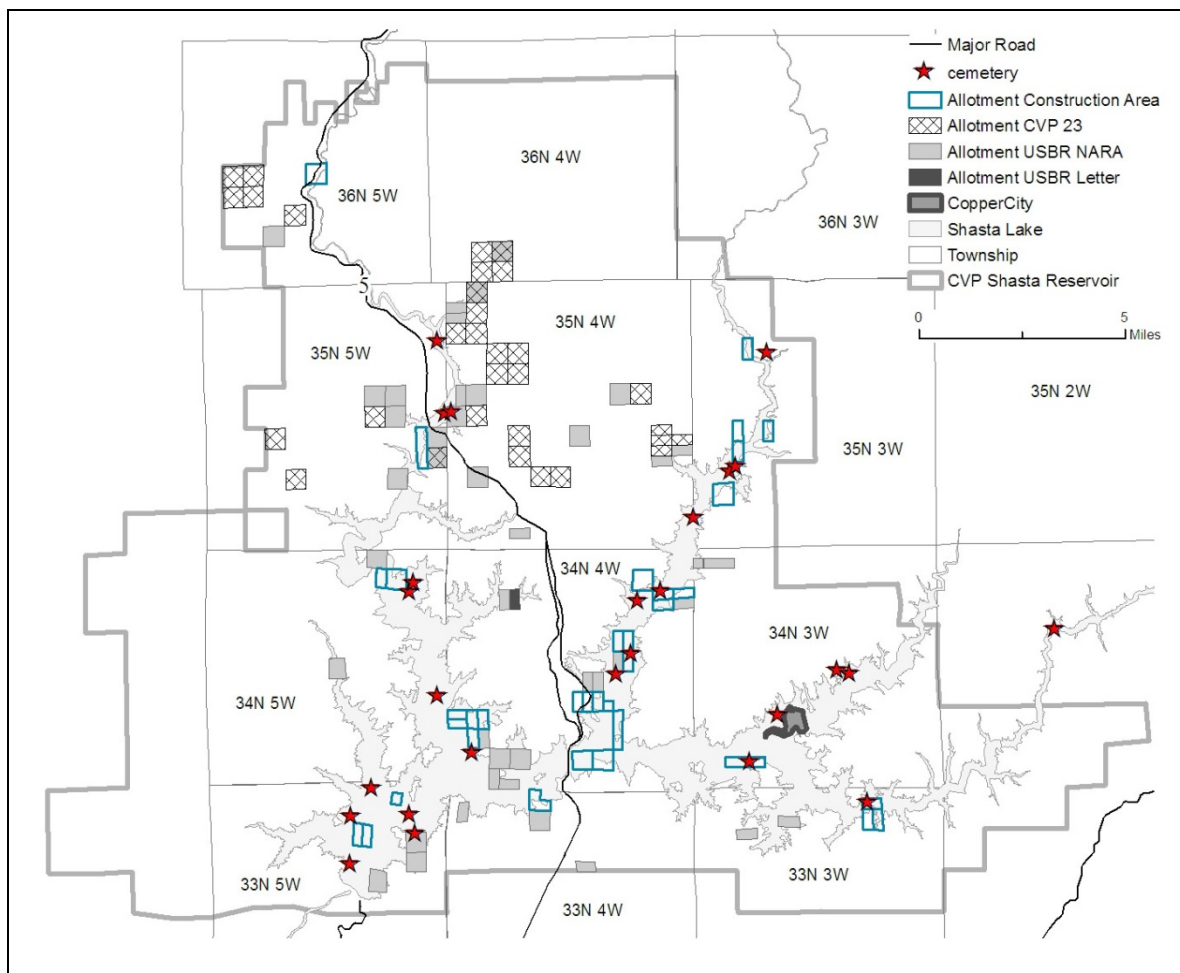 Major Road
cemetery
Allotment Construction Area
Allotment CVP 23
Allotment USBR NARA
Allotment USBR Letter
CopperCity
Shasta Lake
Township
CVP Shasta Reservoir
0 5
Miles
36N 4W
36N 5W
36N 3W
5
35N 4W
35N 5W
35N 2W
35N 3W
34N 4W
34N 3W
34N 5W
33N 5W
33N 3W
33N 4W